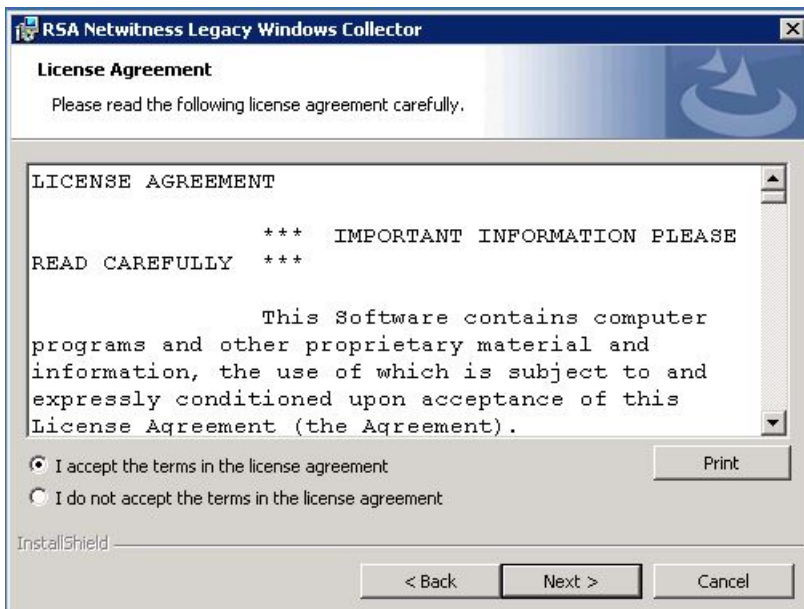 RSA Netwitness Legacy Windows Collector
License Agreement
Please read the following license agreement carefully.
LICENSE AGREEMENT
*** IMPORTANT INFORMATION PLEASE
READ CAREFULLY ***
This Software contains computer
programs and other proprietary material and
information, the use of which is subject to and
expressly conditioned upon acceptance of this
License Agreement (the Agreement).
I accept the terms in the license agreement
Print
I do not accept the terms in the license agreement
InstallShield
< Back Next > Cancel